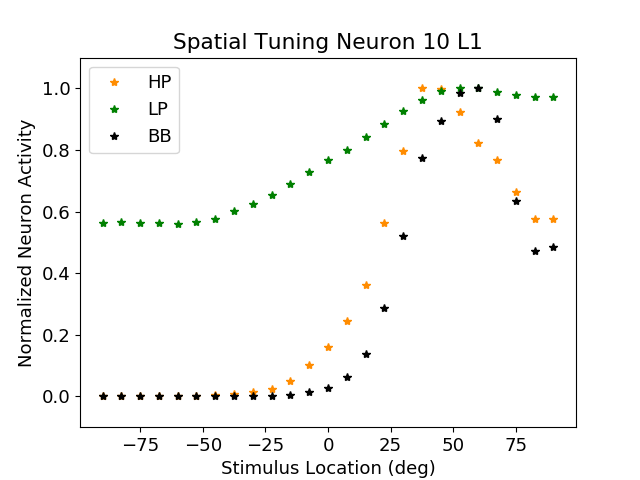 Spatial Tuning Neuron 10 L1
HP
LP
BB
Normalized Neuron Activity
1.0
0.8
0.6
0.4
0.2
0.0
−75
−50
−25
0
25
50
75
Stimulus Location (deg)